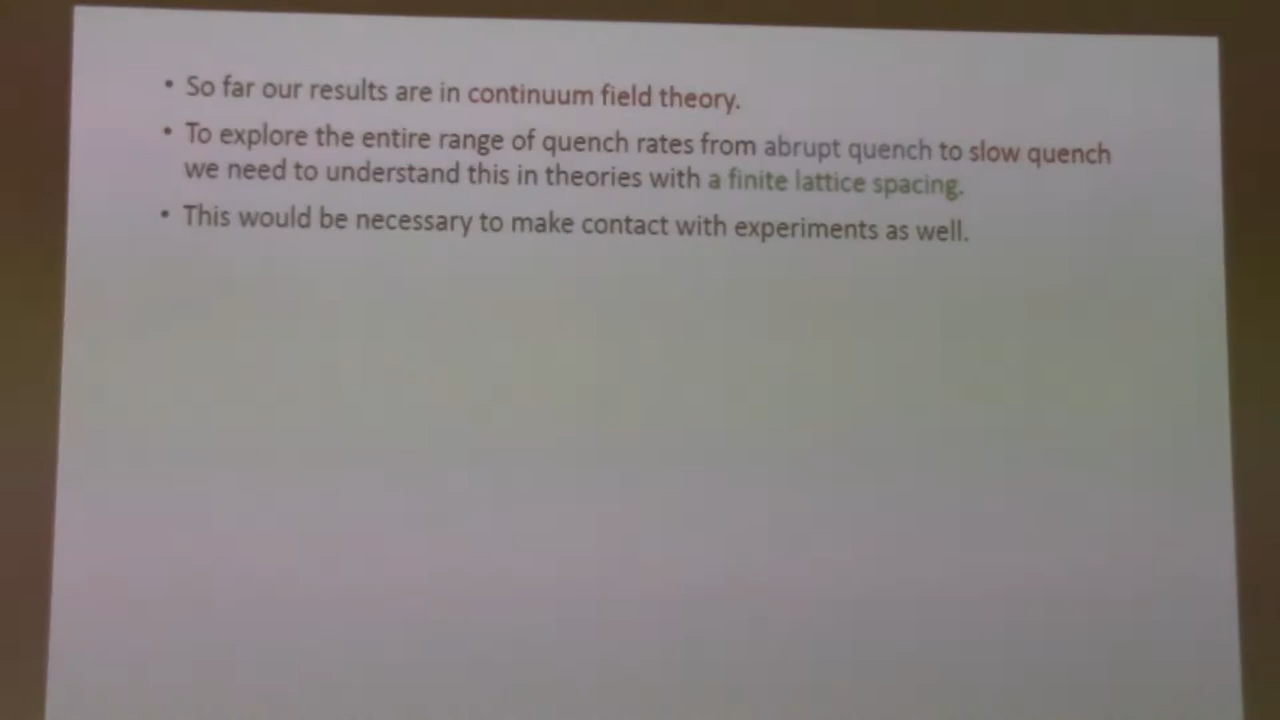 • So far our results are in continuum field theory.
• To explore the entire range of quench rates from abrupt quench to slow quench
we need to understand this in theories with a finite lattice spacing.
• This would be necessary to make contact with experiments as well.